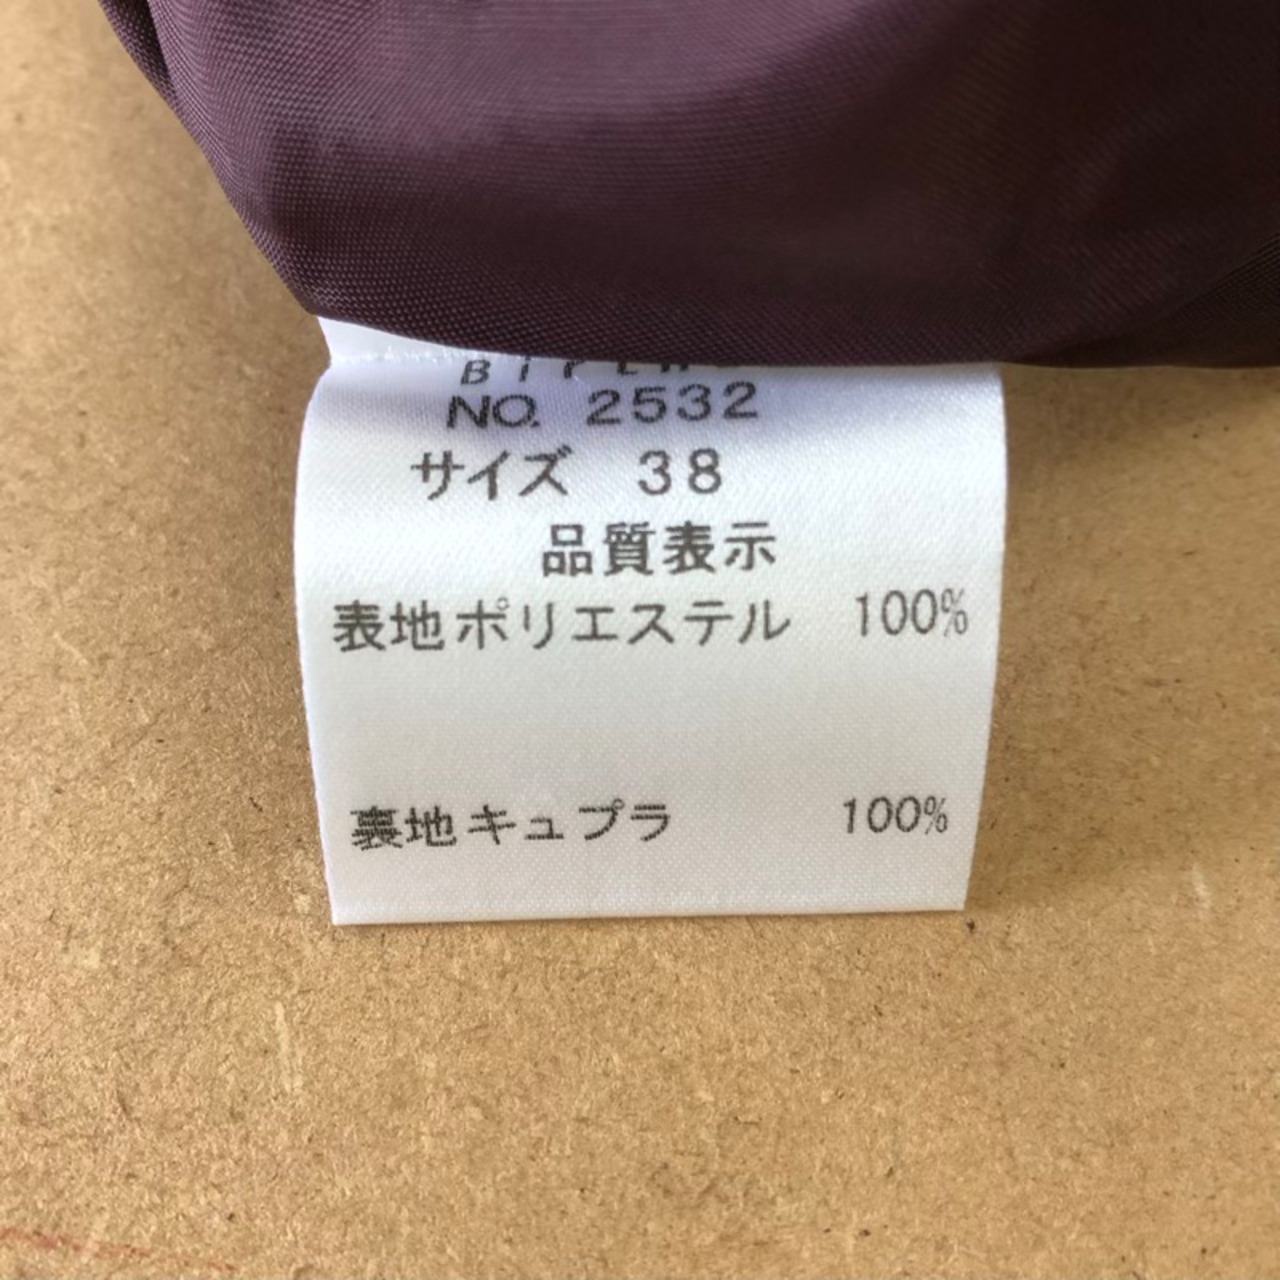 NO. 2532
サイズ 38
品質表示
表地ポリエステル 100%
裏地キュプラ 100%